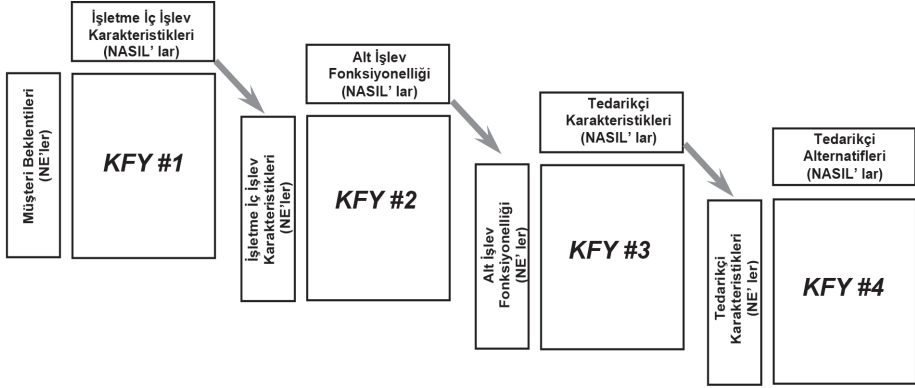 İşletme İç İşlev
Karakteristikleri
(NASIL' lar)
Müşteri Beklentileri
(NE'ler)
KFY #1
Alt İşlev
Fonksiyonelliği
(NASIL' lar)
İşletme İç İşlev
Karakteristikleri
(NE'ler)
KFY #2
Tedarikçi
Karakteristikleri
(NASIL' lar)
Alt İşlev
Fonksiyonelliği
(NE' ler)
KFY #3
Tedarikçi
Alternatifleri
(NASIL' lar)
Tedarikçi
Karakteristikleri
(NE' ler)
KFY #4